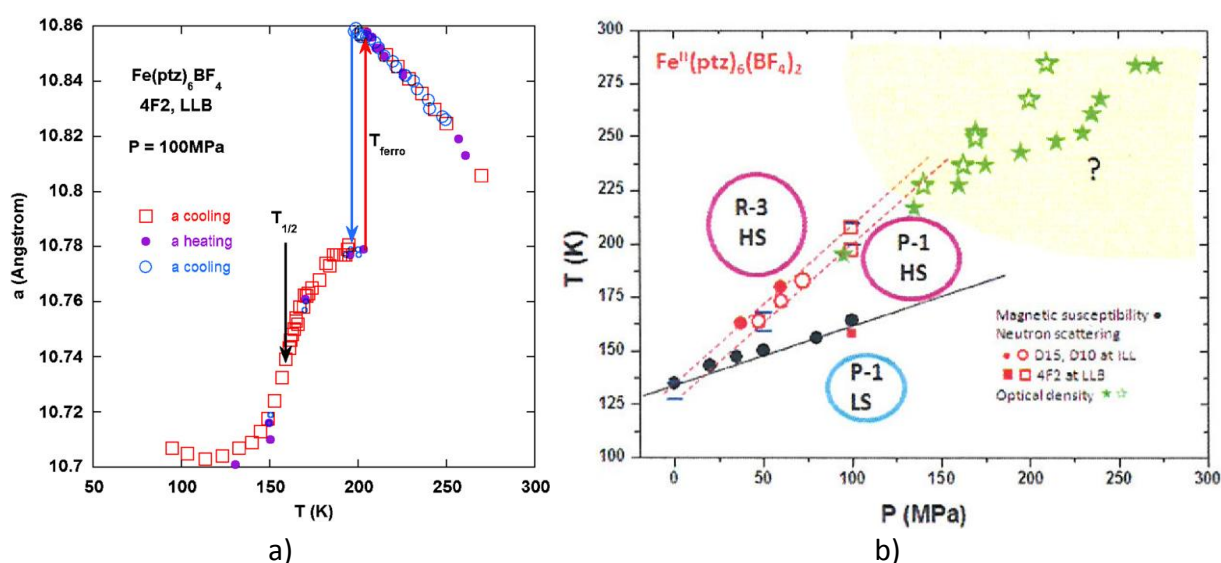 10.86
10.84
10.82
10.8
10.78
10.76
10.74
10.72
10.7
a (Angstrom)
Fe(ptz)6BF4
4F2, LLB
P = 100MPa
a cooling
a heating
a cooling
T1/2
Tferro
50
100
150
200
250
300
T (K)
a)
300
275
250
225
200
175
150
125
100
T (K)
FeII(ptz)6(BF4)2
R-3
HS
P-1
HS
P-1
LS
?
Magnetic susceptibility
Neutron scattering
D15, D10 at ILL
4F2 at LLB
Optical density
0
50
100
150
200
250
300
P (MPa)
b)